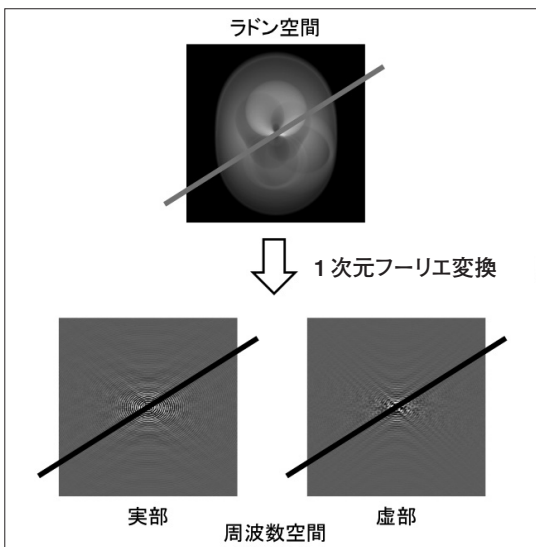 ラドン空間
1次元フーリエ変換
実部
虚部
周波数空間